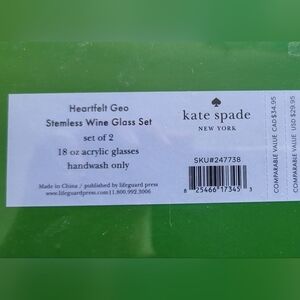 Heartfelt Geo
Stemless Wine Glass Set
set of 2
18 oz acrylic glasses
handwash only
Made in China / published by lifeguard press
www.lifeguardpress.com | 1.800.992.3006
kate spade
NEW YORK
SKU#247738
8 25466 17345 3
COMPARABLE VALUE CAD $34.95
COMPARABLE VALUE USD $29.95